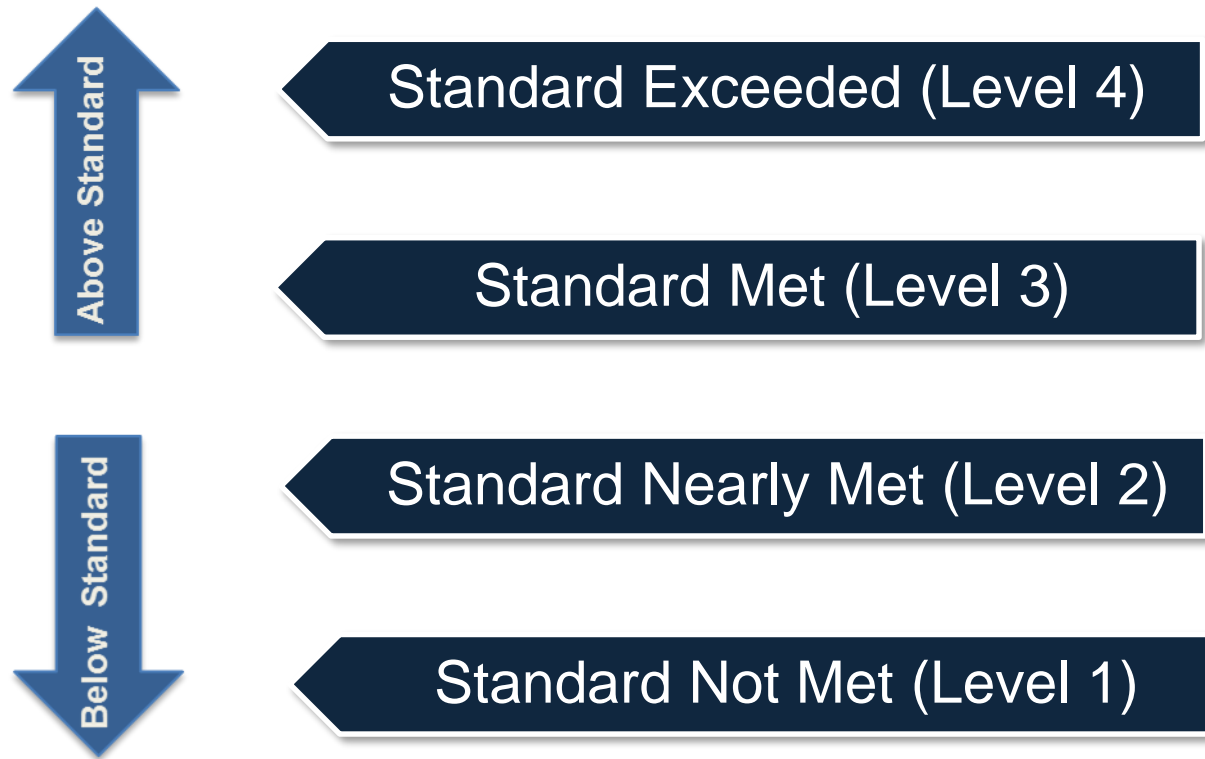 Above Standard
Standard Exceeded (Level 4)
Standard Met (Level 3)
Below Standard
Standard Nearly Met (Level 2)
Standard Not Met (Level 1)